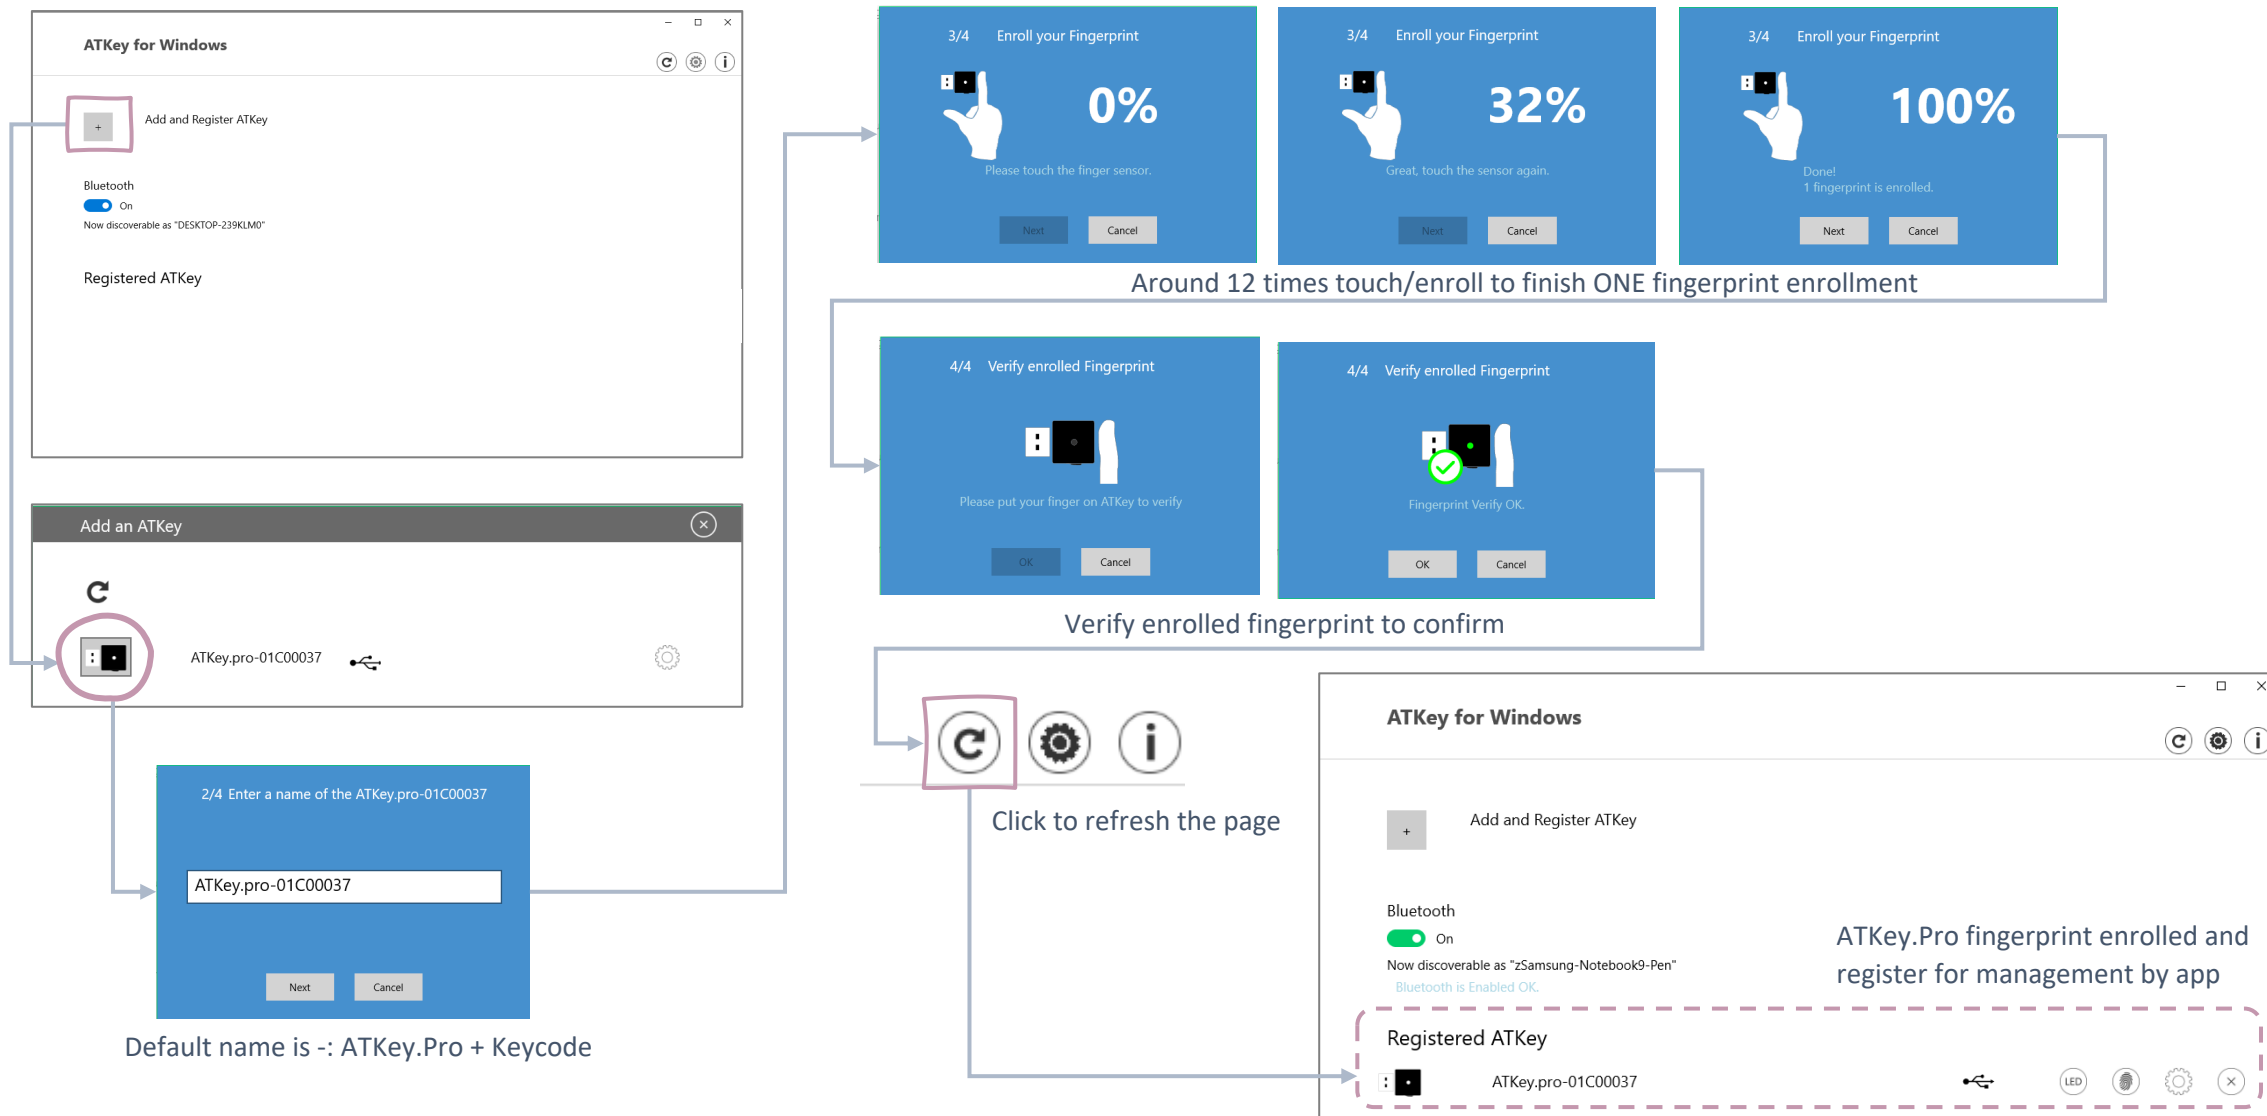 ATKey for Windows
+
Add and Register ATKey
Bluetooth
On
Now discoverable as "DESKTOP-239KLM0"
Registered ATKey
Add an ATKey
ATKey.pro-01C00037
2/4 Enter a name of the ATKey.pro-01C00037
ATKey.pro-01C00037
Next Cancel
Default name is -: ATKey.Pro + Keycode
3/4 Enroll your Fingerprint
0%
Please touch the finger sensor.
Next Cancel
3/4 Enroll your Fingerprint
32%
Great, touch the sensor again.
Next Cancel
3/4 Enroll your Fingerprint
100%
Done!
1 fingerprint is enrolled.
Next Cancel
Around 12 times touch/enroll to finish ONE fingerprint enrollment
4/4 Verify enrolled Fingerprint
Please put your finger on ATKey to verify
OK Cancel
4/4 Verify enrolled Fingerprint
Fingerprint Verify OK.
OK Cancel
Verify enrolled fingerprint to confirm
Click to refresh the page
ATKey for Windows
+
Add and Register ATKey
Bluetooth
On
Now discoverable as "zSamsung-Notebook9-Pen"
Bluetooth is Enabled OK.
ATKey.Pro fingerprint enrolled and
register for management by app
Registered ATKey
ATKey.pro-01C00037
LED